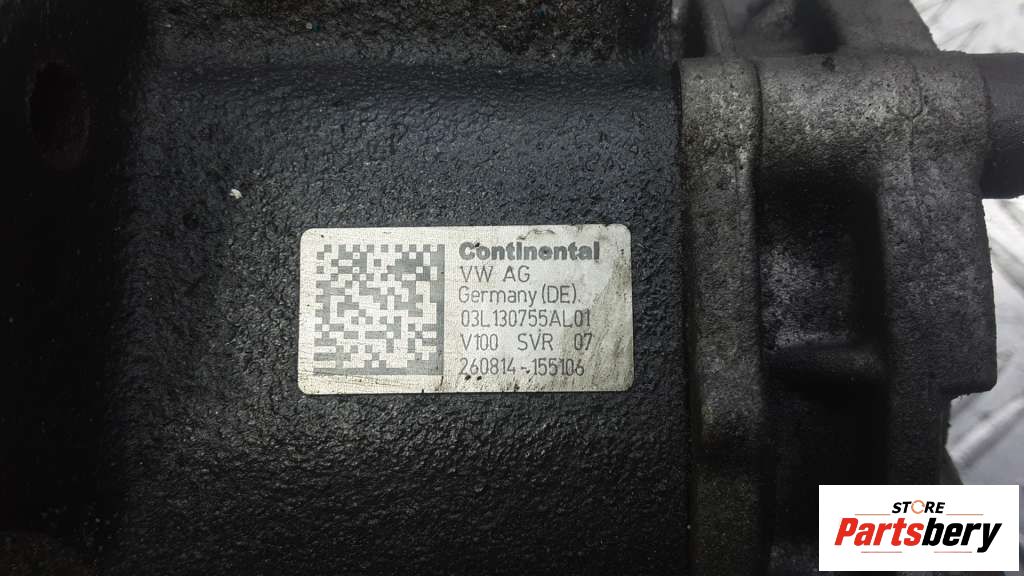 Continental
VW AG
Germany (DE).
03L130755AL01
V100 SVR 07
260814-155106
STORE
Partsbery